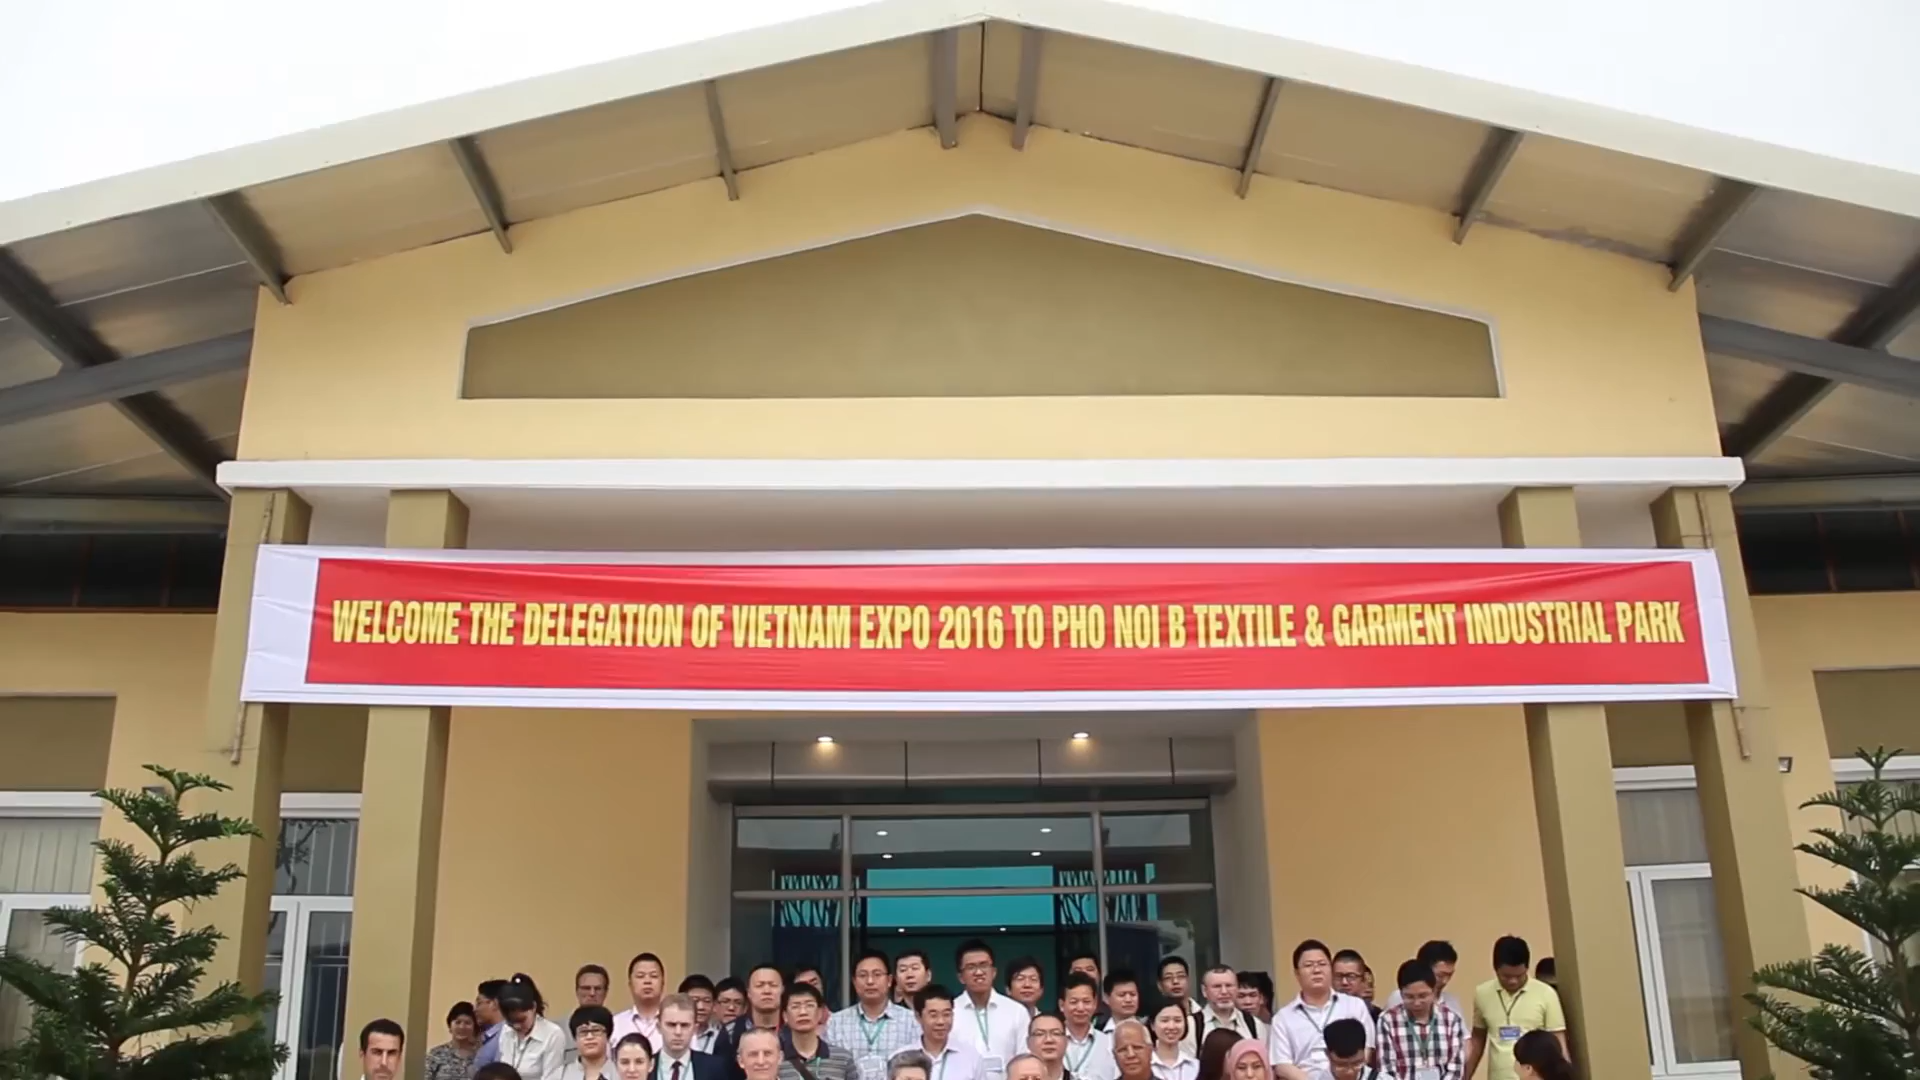 WELCOME THE DELEGATION OF VIETNAM EXPO 2016 TO PHO NOI B TEXTILE & GARMENT INDUSTRIAL PARK